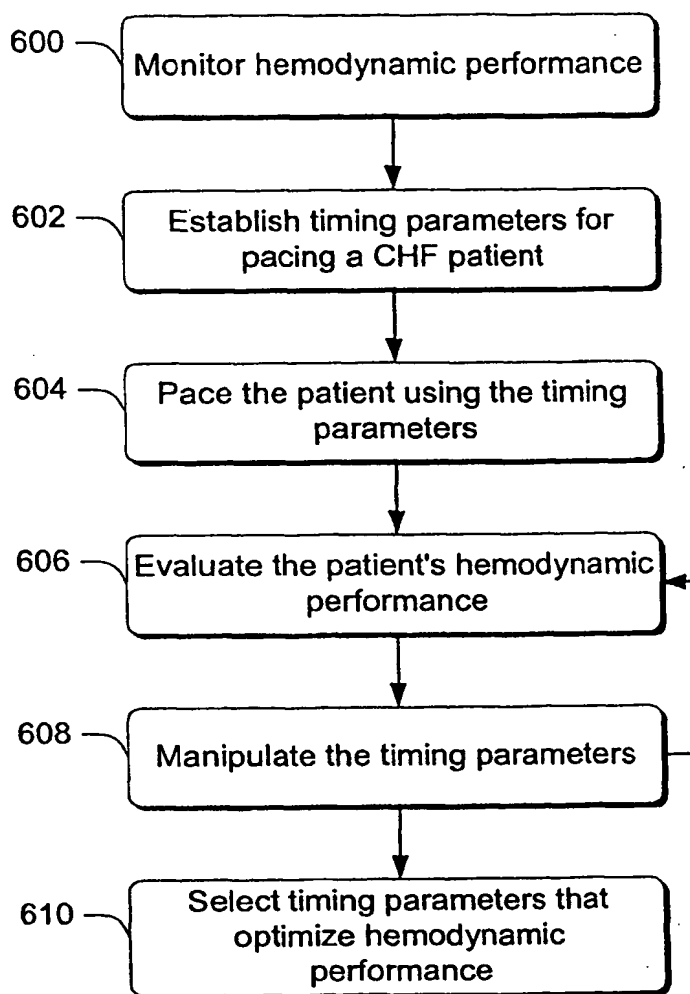 600
Monitor hemodynamic performance
602
Establish timing parameters for
pacing a CHF patient
604
Pace the patient using the timing
parameters
606
Evaluate the patient's hemodynamic
performance
608
Manipulate the timing parameters
610
Select timing parameters that
optimize hemodynamic
performance